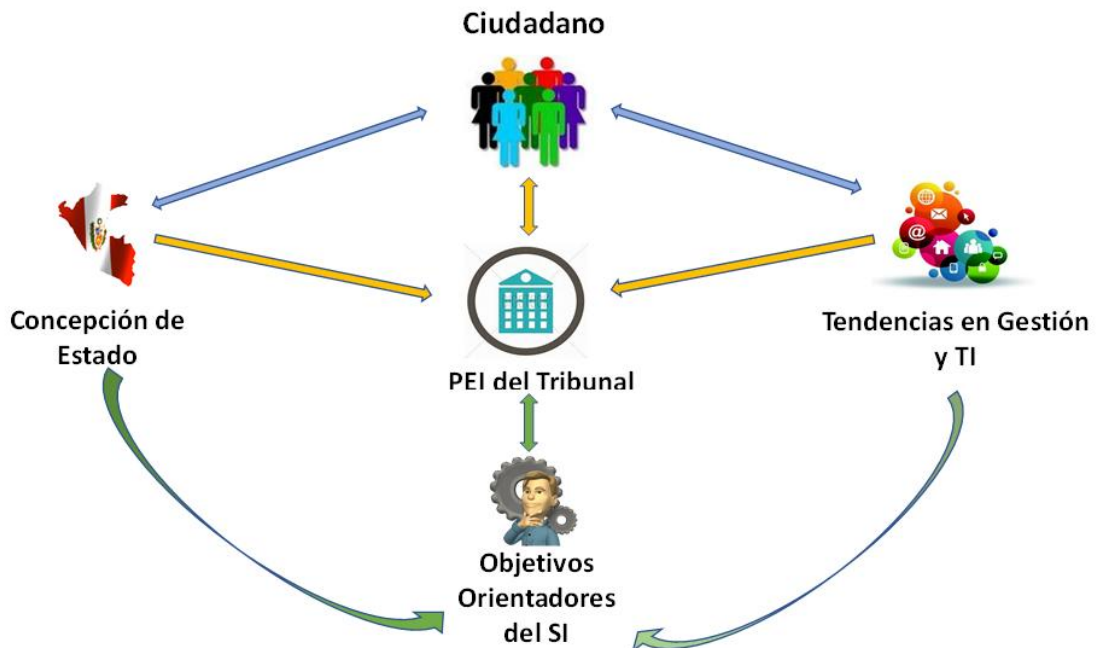 Ciudadano
Concepción de
Estado
Tendencias en Gestión
y TI
PEI del Tribunal
Objetivos
Orientadores
del SI